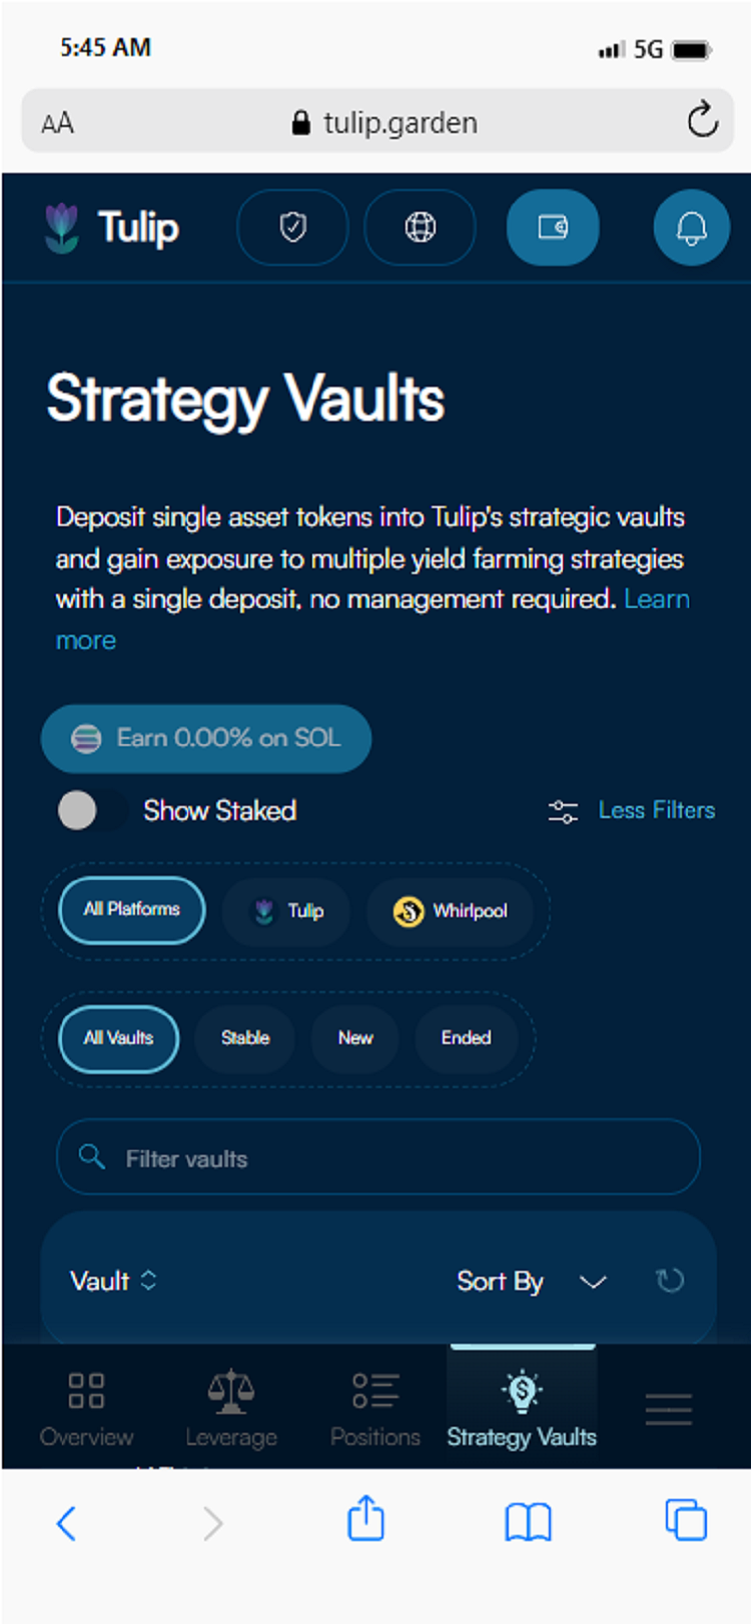 5:45 AM
5G
AA
tulip.garden
Tulip
Strategy Vaults
Deposit single asset tokens into Tulip's strategic vaults
and gain exposure to multiple yield farming strategies
with a single deposit, no management required. Learn
more
Earn 0.00% on SOL
Show Staked
Less Filters
All Platforms
Tulip
Whirlpool
All Vaults
Stable
New
Ended
Filter vaults
Vault
Sort By
Overview
Leverage
Positions
Strategy Vaults